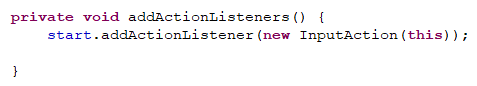 private void addActionListeners() {
    start.addActionListener(new InputAction(this));
}